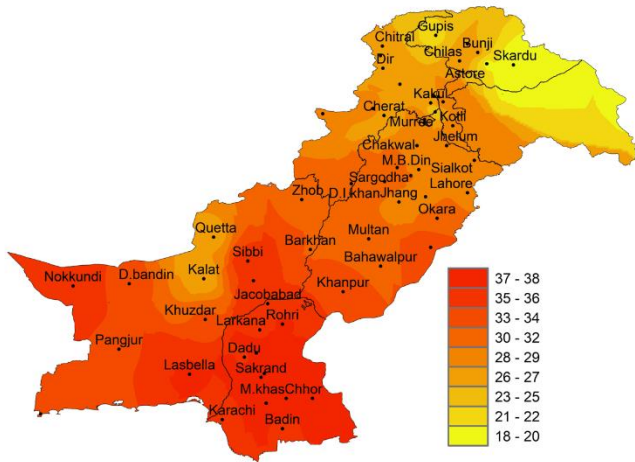 Gupis
Chitral
Bunji
Chilas
Skardu
Dir
Astore
Kakul
Cherat
Murree
Kotli
Jhelum
Chakwal
M.B.Din
Sialkot
Sargodha
Lahore
Zhob
D.I.khan
Jhang
Okara
Quetta
Multan
Barkhan
Sibbi
Bahawalpur
Nokkundi
D.bandin
Kalat
Khanpur
Jacobabad
Khuzdar
Rohri
Larkana
Pangjur
Dadu
Lasbella
Sakrand
M.khas
Chhor
Karachi
Badin
37 - 38
35 - 36
33 - 34
30 - 32
28 - 29
26 - 27
23 - 25
21 - 22
18 - 20